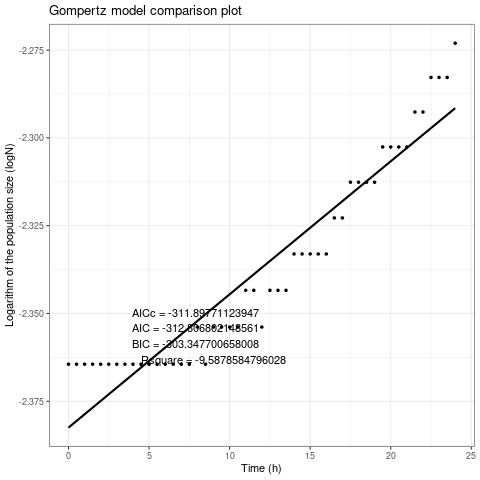 Gompertz model comparison plot
-2.275
-2.300
-2.325
-2.350
-2.375
Logarithm of the population size (logN)
AICc = -311.89771123947
AIC = -312.806802148561
BIC = -303.347700658008
Rsquare = -9.5878584796028
0 5 10 15 20 25
Time (h)